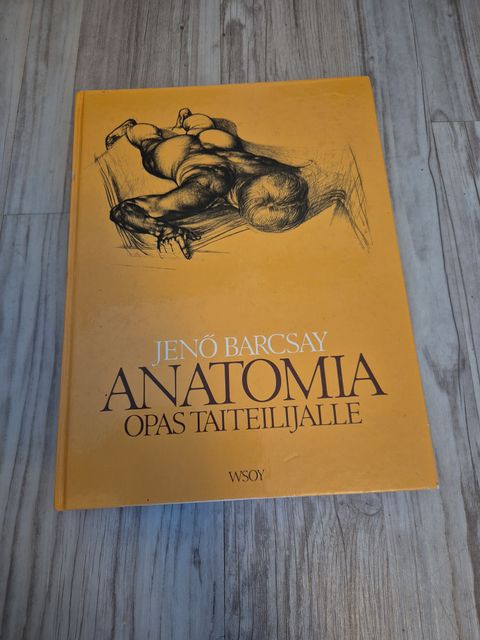 JENŐ BARCSAY
ANATOMIA
OPAS TAITEILIJALLE
WSOY